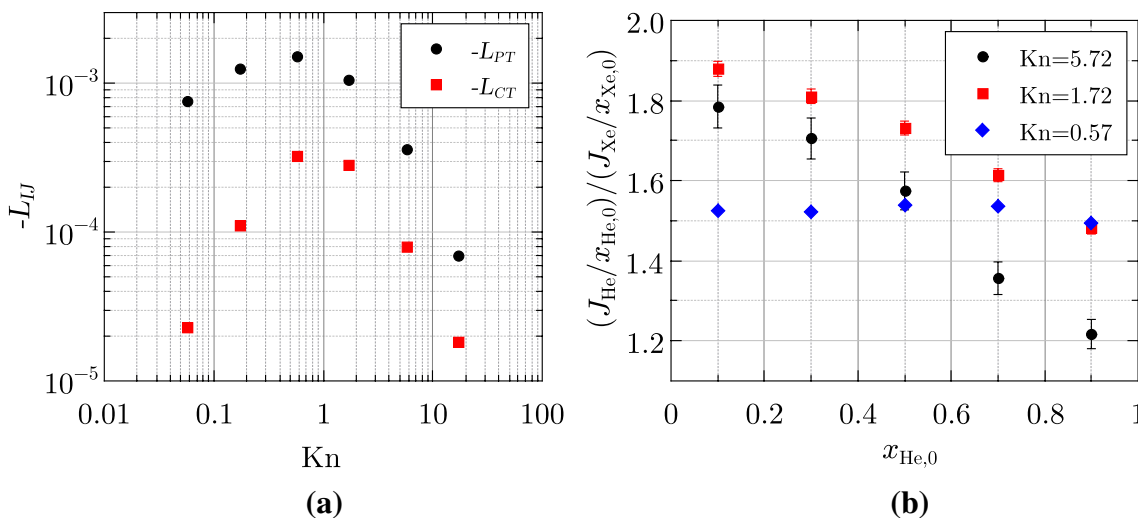 10^{-3}
10^{-4}
10^{-5}
-L_{IJ}
-L_{PT}
-L_{CT}
0.01 0.1 1 10 100
Kn
(a)
2.0
1.8
1.6
1.4
1.2
(J_{He}/x_{He,0})/(J_{Xe}/x_{Xe,0})
Kn=5.72
Kn=1.72
Kn=0.57
0 0.2 0.4 0.6 0.8 1
x_{He,0}
(b)